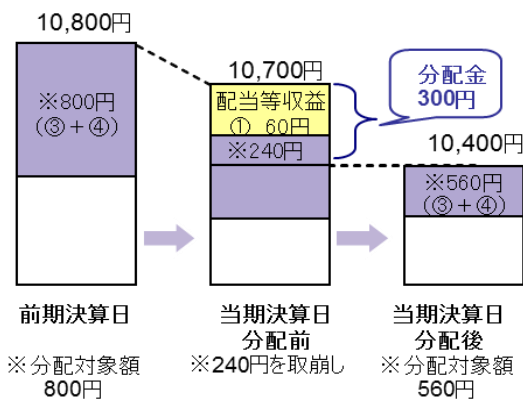 10,800円
※800円
(③+④)
前期決算日
※分配対象額
800円
10,700円
配当等収益
① 60円
※240円
当期決算日
分配前
※240円を取崩し
分配金
300円
10,400円
※560円
(③+④)
当期決算日
分配後
※分配対象額
560円